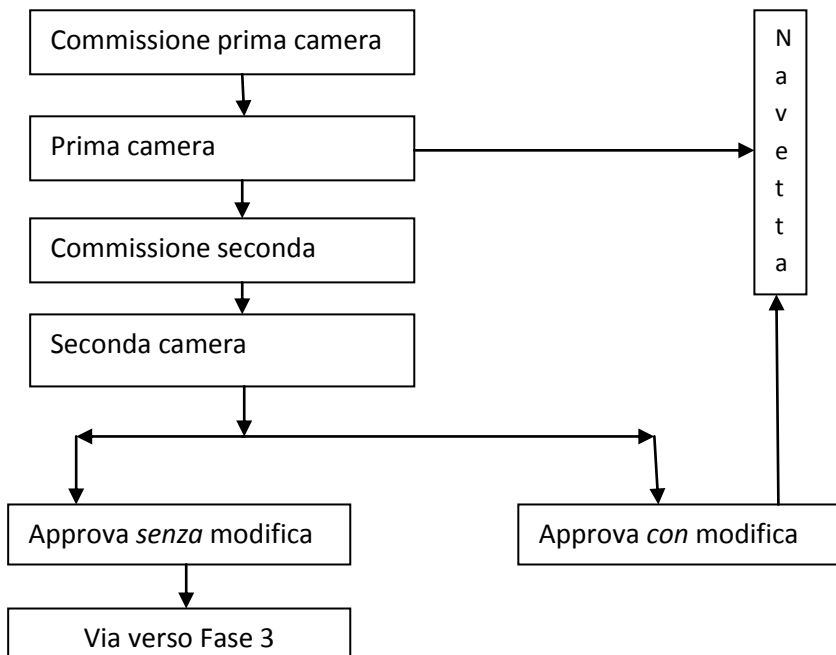 Commissione prima camera
Prima camera
Commissione seconda
Seconda camera
Approva senza modifica
Via verso Fase 3
Approva con modifica
N
a
v
e
t
t
a